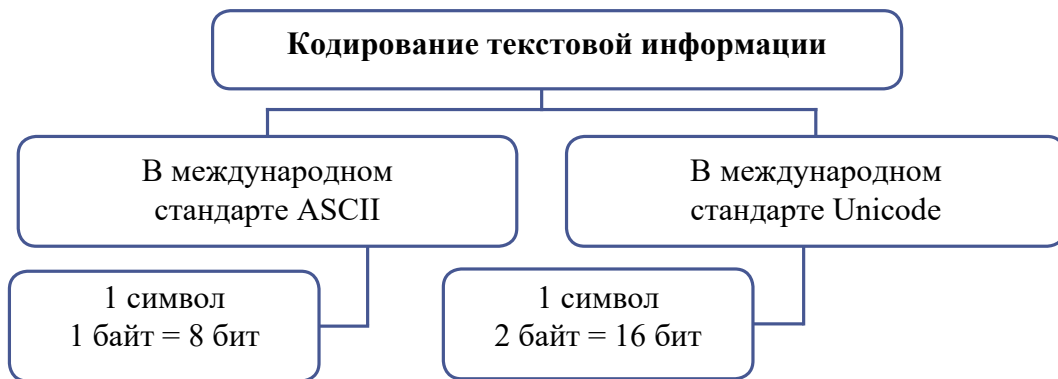 Кодирование текстовой информации
В международном
стандарте ASCII
В международном
стандарте Unicode
1 символ
1 байт = 8 бит
1 символ
2 байт = 16 бит